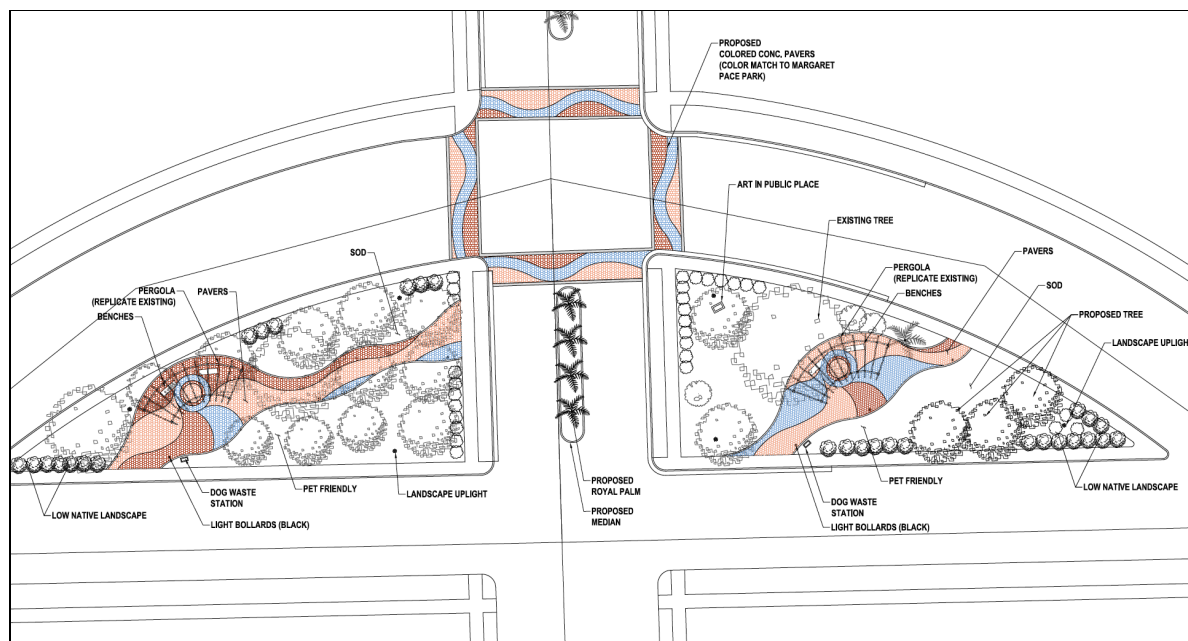 PROPOSED
COLORED CONC. PAVERS
(COLOR MATCH TO MARGARET
PACE PARK)
ART IN PUBLIC PLACE
EXISTING TREE
SOD
PERGOLA
(REPLICATE EXISTING)
PAVERS
BENCHES
PAVERS
PERGOLA
(REPLICATE EXISTING)
BENCHES
SOD
PROPOSED TREE
LANDSCAPE UPLIGH
LOW NATIVE LANDSCAPE
DOG WASTE
STATION
LIGHT BOLLARDS (BLACK)
PET FRIENDLY
LANDSCAPE UPLIGHT
PROPOSED
ROYAL PALM
PROPOSED
MEDIAN
DOG WASTE
STATION
LIGHT BOLLARDS (BLACK)
PET FRIENDLY
LOW NATIVE LANDSCAPE